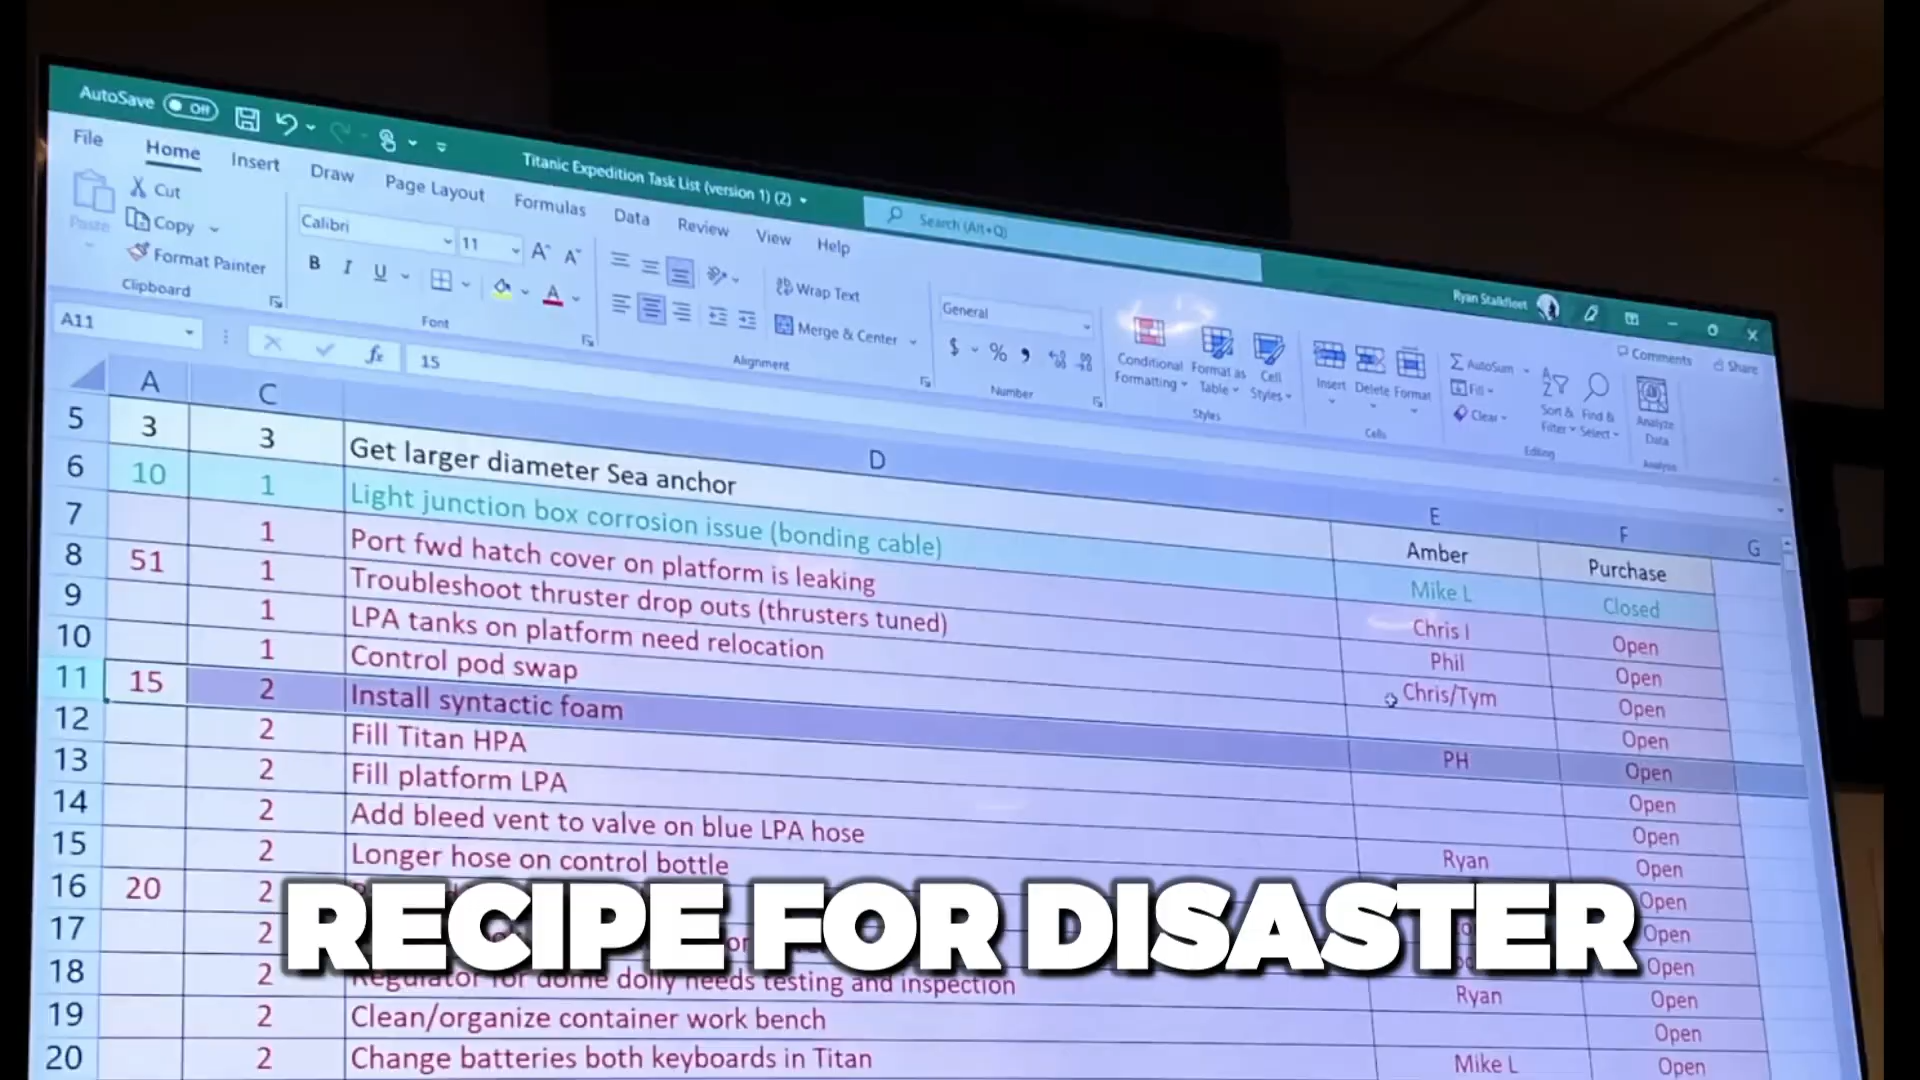 AutoSave Off
Titanic Expedition Task List (version 1) (2)
Search (Alt+Q)
Ryan Stalkfleet
File Home Insert Draw Page Layout Formulas Data Review View Help
Comments Share
Paste
Cut
Copy
Format Painter
Clipboard
Calibri 11
B I U
Font
Wrap Text
Merge & Center
Alignment
General
$ % ,
Number
Conditional Formatting
Format as Table
Cell Styles
Styles
Insert Delete Format
Cells
AutoSum
Fill
Clear
Sort & Filter
Find & Select
Editing
Analyze Data
Analysis
A11 fx 15
A C D E F G
5 3 3 Get larger diameter Sea anchor Amber Purchase
6 10 1 Light junction box corrosion issue (bonding cable) Mike L Closed
7 1 Port fwd hatch cover on platform is leaking Chris I Open
8 51 1 Troubleshoot thruster drop outs (thrusters tuned) Phil Open
9 1 LPA tanks on platform need relocation Chris/Tym Open
10 1 Control pod swap Open
11 15 2 Install syntactic foam PH Open
12 2 Fill Titan HPA Open
13 2 Fill platform LPA Open
14 2 Add bleed vent to valve on blue LPA hose Ryan Open
15 2 Longer hose on control bottle Open
16 20 2 Open
17 2 Open
18 2 Regulator for dome dolly needs testing and inspection Ryan Open
19 2 Clean/organize container work bench Open
20 2 Change batteries both keyboards in Titan Mike L Open
RECIPE FOR DISASTER